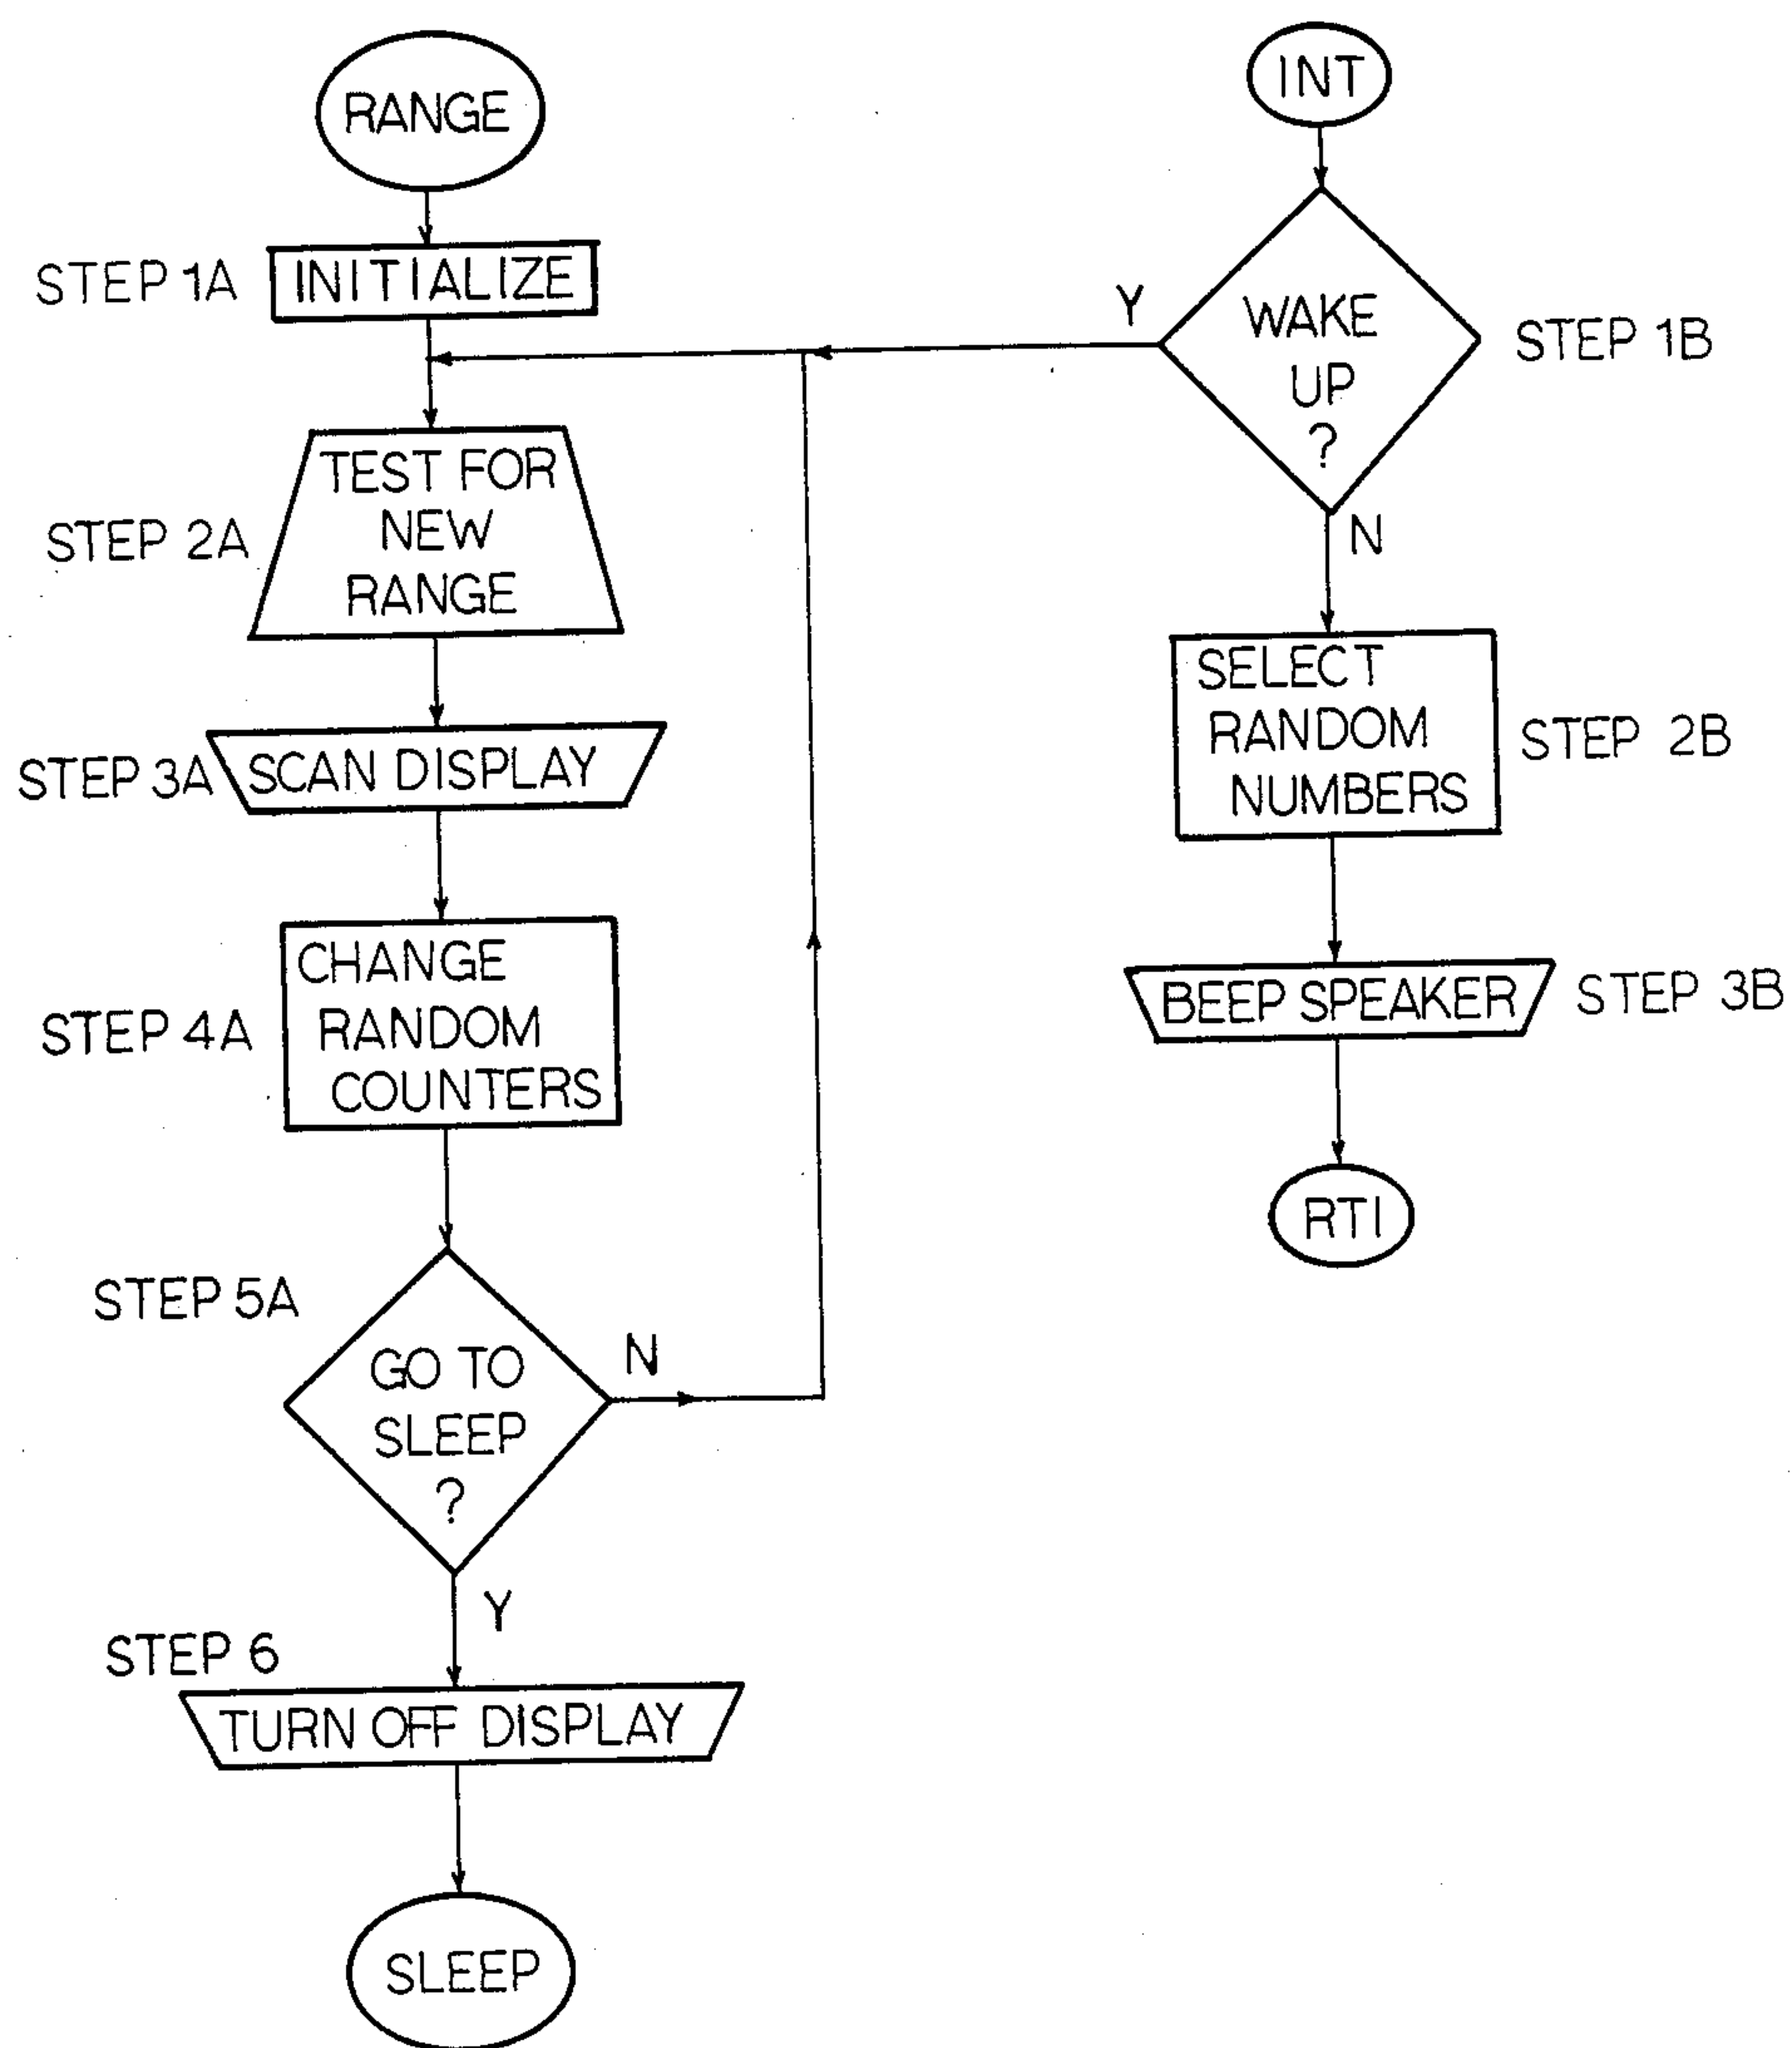 RANGE
STEP 1A
INITIALIZE
TEST FOR
NEW
RANGE
STEP 2A
STEP 3A
SCAN DISPLAY
CHANGE
RANDOM
COUNTERS
STEP 4A
STEP 5A
GO TO
SLEEP
?
N
Y
STEP 6
TURN OFF DISPLAY
SLEEP
INT
WAKE
UP
?
Y
STEP 1B
N
SELECT
RANDOM
NUMBERS
STEP 2B
BEEP SPEAKER
STEP 3B
RTI